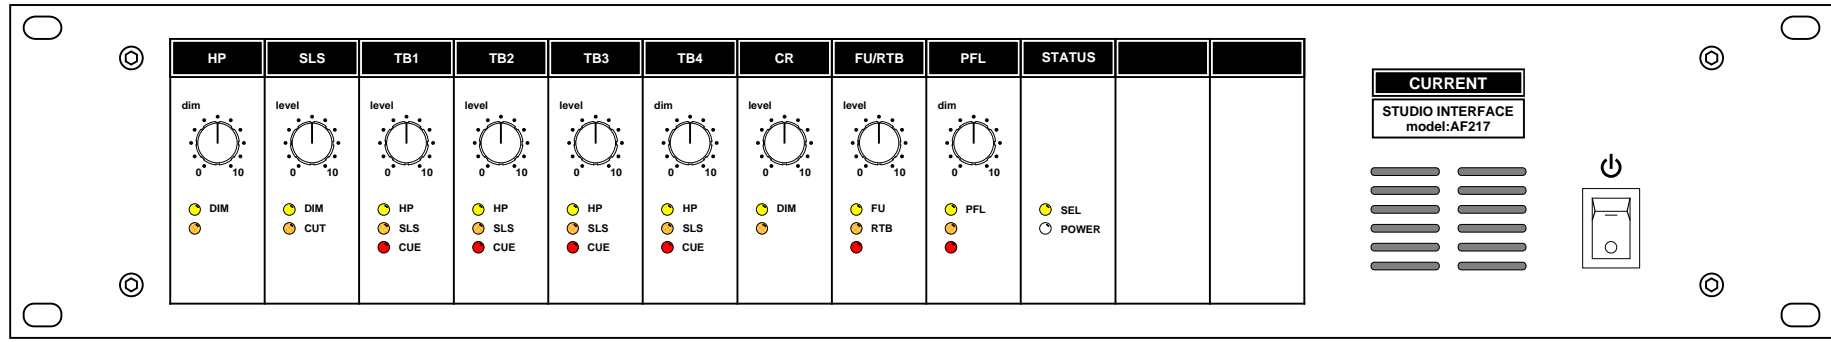 HP SLS TB1 TB2 TB3 TB4 CR FU/RTB PFL STATUS
CURRENT
STUDIO INTERFACE
model:AF217
dim level level level level dim level level dim
0 10 0 10 0 10 0 10 0 10 0 10 0 10 0 10 0 10
DIM DIM HP HP HP HP DIM FU PFL SEL
CUT SLS SLS SLS SLS RTB POWER
CUE CUE CUE CUE